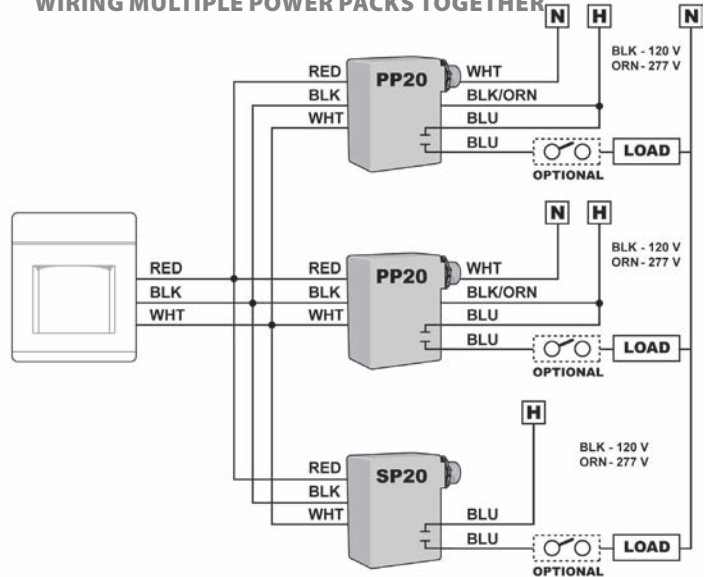 WIRING MULTIPLE POWER PACKS TOGETHER
N H N
BLK - 120 V
ORN - 277 V
RED
BLK
WHT
PP20
WHT
BLK/ORN
BLU
BLU
OPTIONAL
LOAD
N H
BLK - 120 V
ORN - 277 V
RED
BLK
WHT
RED
BLK
WHT
PP20
WHT
BLK/ORN
BLU
BLU
OPTIONAL
LOAD
H
BLK - 120 V
ORN - 277 V
RED
BLK
WHT
SP20
BLU
BLU
OPTIONAL
LOAD